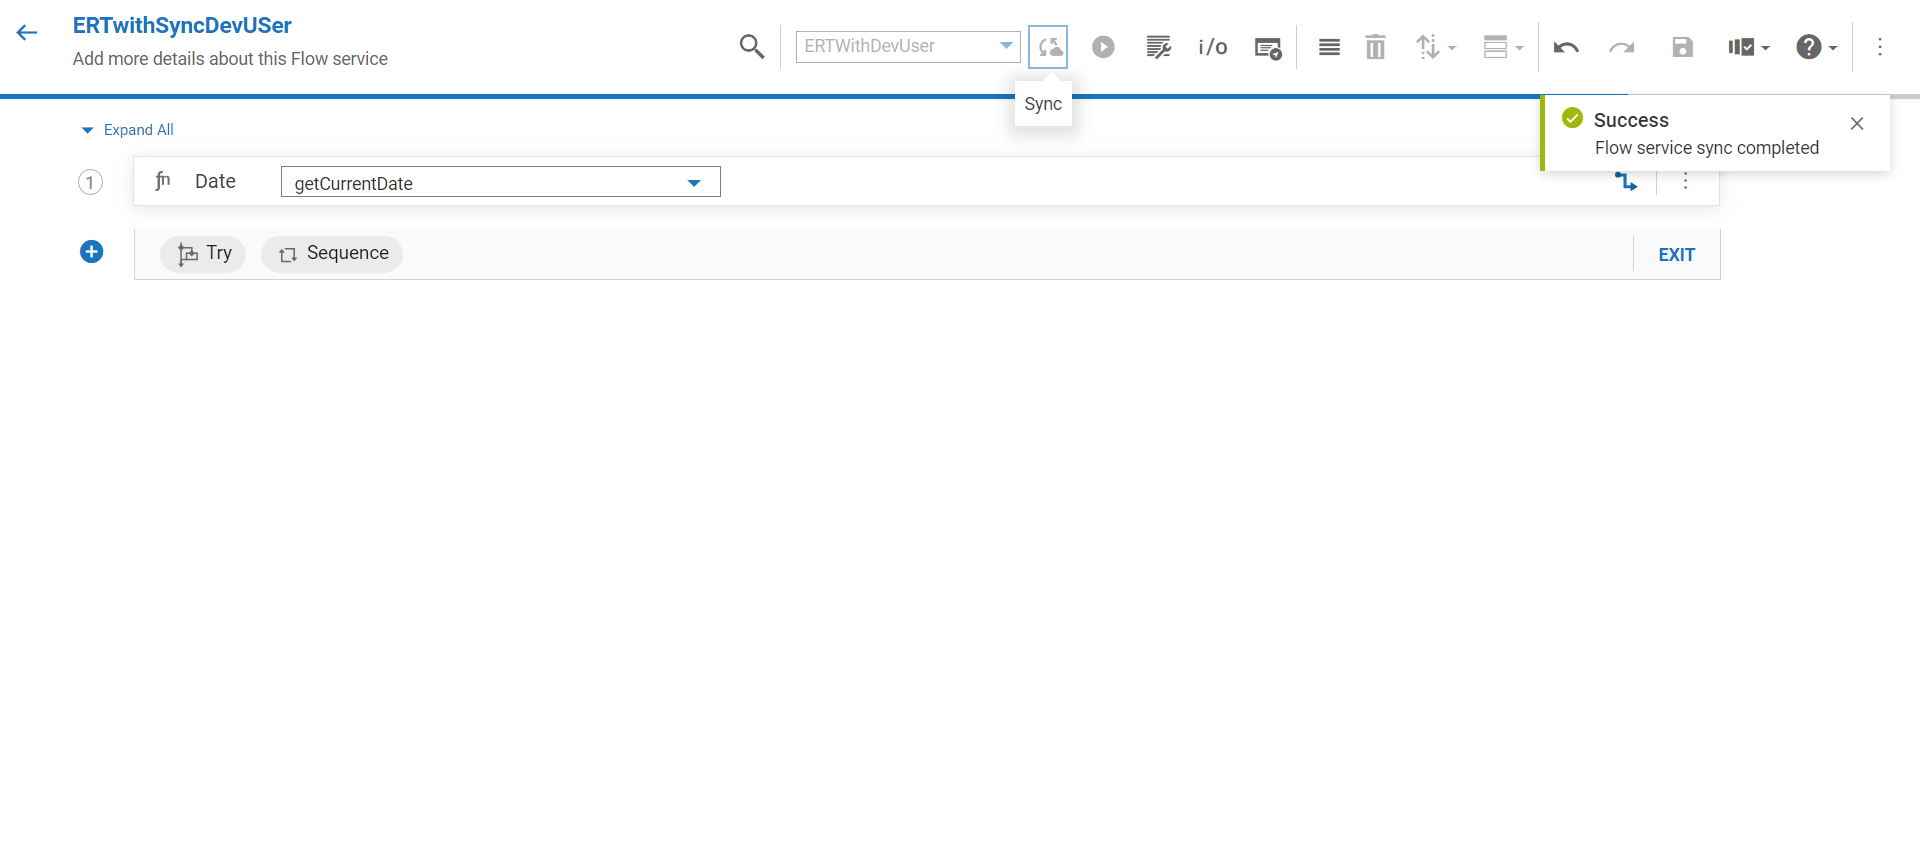 ERTwithSyncDevUSer
Add more details about this Flow service
ERTWithDevUser
i/o
Sync
Success
Flow service sync completed
Expand All
1
fn Date getCurrentDate
Try Sequence EXIT